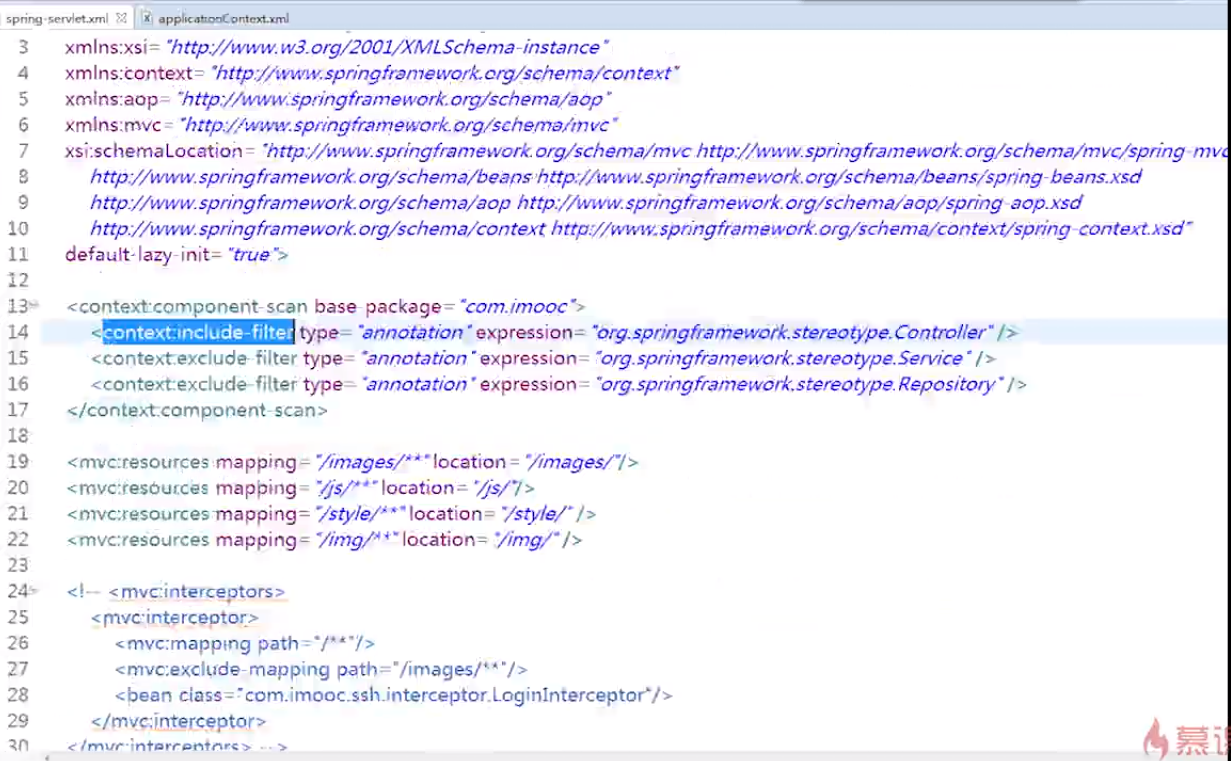 spring-servlet.xml applicationContext.xml
3 xmlns:xsi="http://www.w3.org/2001/XMLSchema-instance"
4 xmlns:context="http://www.springframework.org/schema/context"
5 xmlns:aop="http://www.springframework.org/schema/aop"
6 xmlns:mvc="http://www.springframework.org/schema/mvc"
7 xsi:schemaLocation="http://www.springframework.org/schema/mvc http://www.springframework.org/schema/mvc/spring-mvc
8 http://www.springframework.org/schema/beans http://www.springframework.org/schema/beans/spring-beans.xsd
9 http://www.springframework.org/schema/aop http://www.springframework.org/schema/aop/spring-aop.xsd
10 http://www.springframework.org/schema/context http://www.springframework.org/schema/context/spring-context.xsd"
11 default-lazy-init="true">
12
13 <context:component-scan base-package="com.imooc">
14 <context:include-filter type="annotation" expression="org.springframework.stereotype.Controller" />
15 <context:exclude-filter type="annotation" expression="org.springframework.stereotype.Service" />
16 <context:exclude-filter type="annotation" expression="org.springframework.stereotype.Repository" />
17 </context:component-scan>
18
19 <mvc:resources mapping="/images/**" location="/images/"/>
20 <mvc:resources mapping="/js/**" location="/js/"/>
21 <mvc:resources mapping="/style/**" location="/style/" />
22 <mvc:resources mapping="/img/**" location="/img/" />
23
24 <!-- <mvc:interceptors>
25 <mvc:interceptor>
26 <mvc:mapping path="/**"/>
27 <mvc:exclude-mapping path="/images/**"/>
28 <bean class="com.imooc.ssh.interceptor.LoginInterceptor"/>
29 </mvc:interceptor>
30 </mvc:interceptors> -->
慕